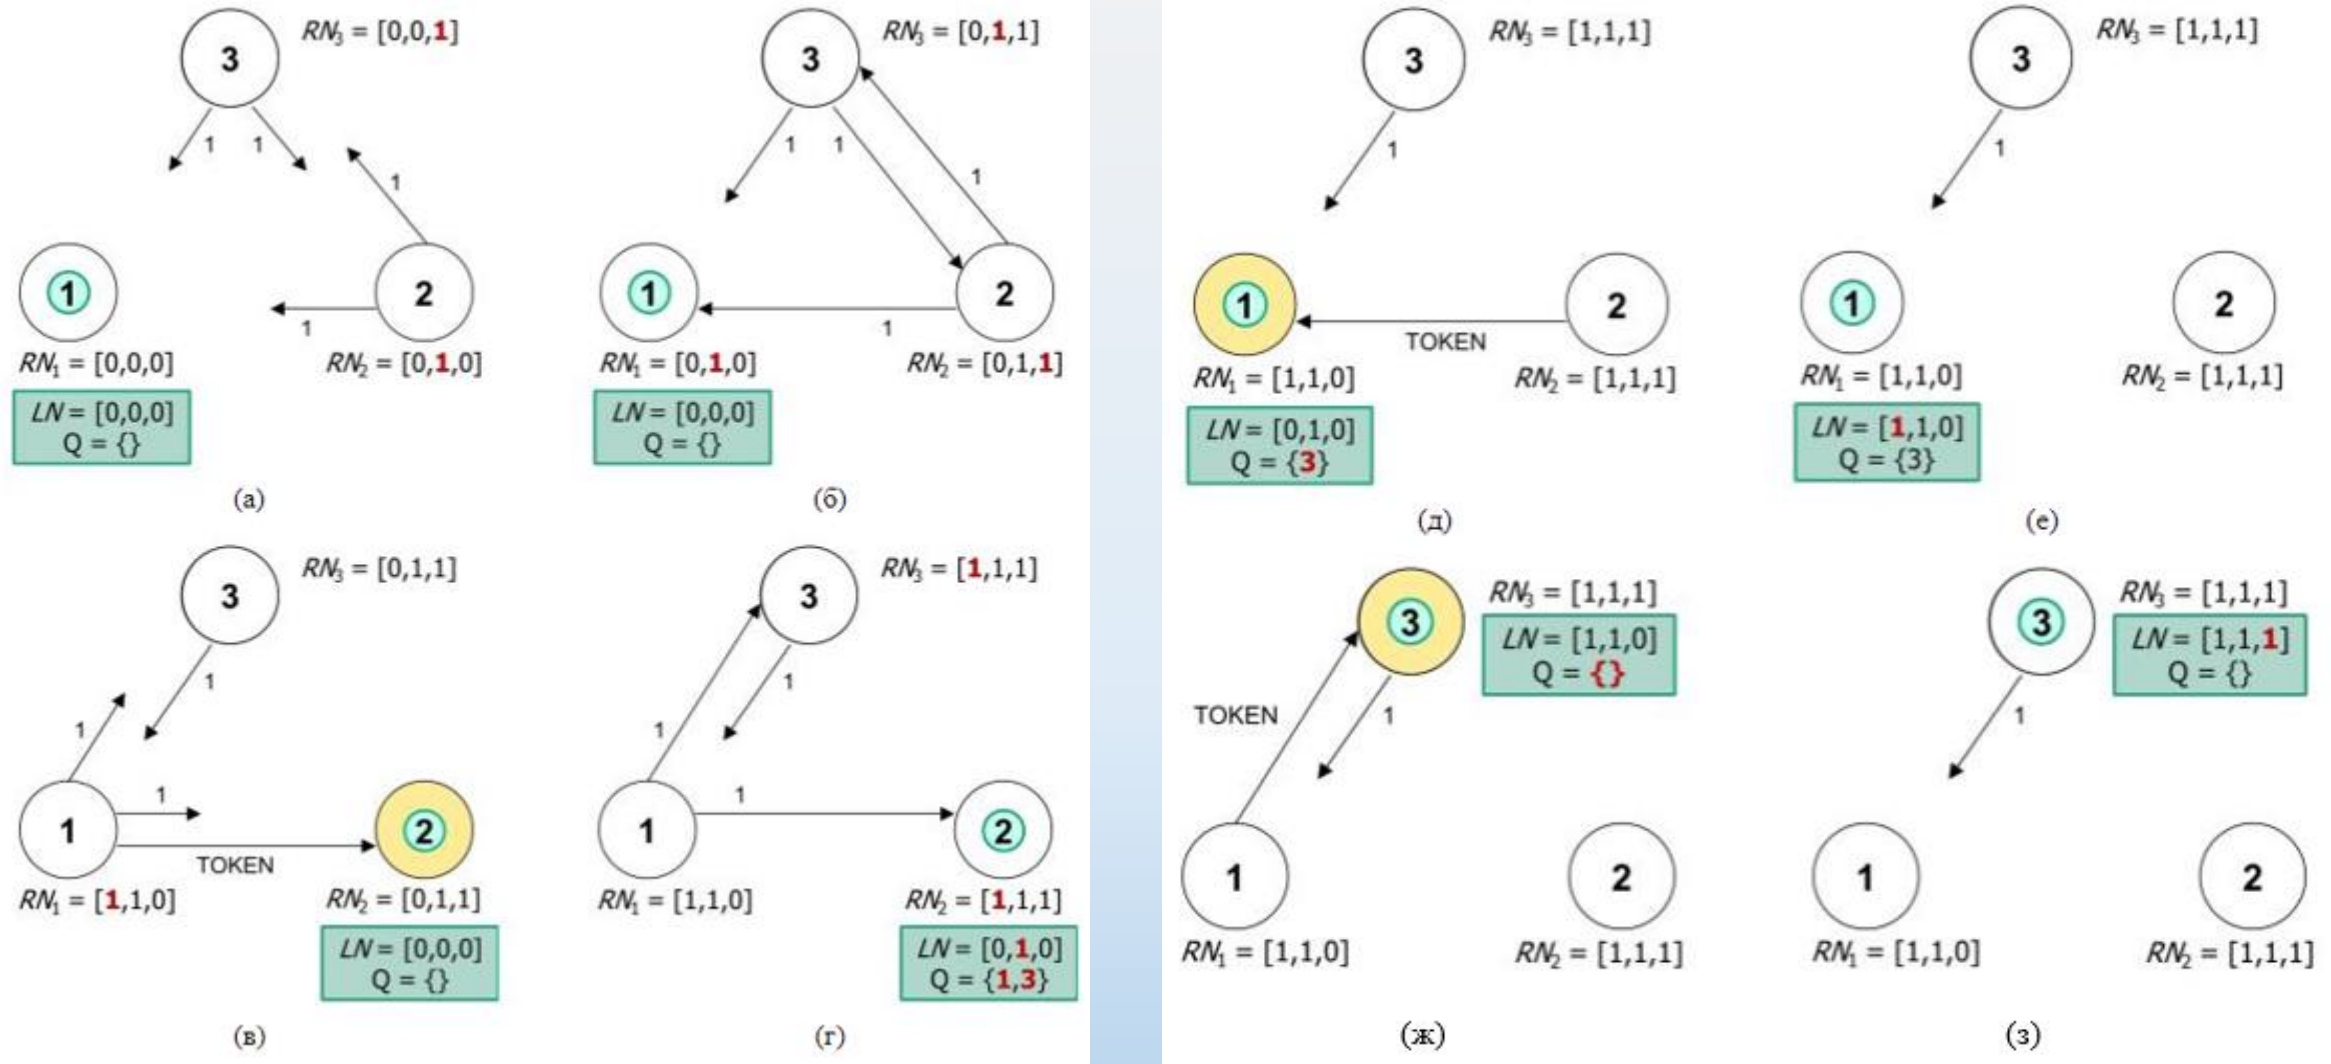 3
RN₃ = [0,0,1]
1
1
1
1
1
2
RN₁ = [0,0,0]
RN₂ = [0,1,0]
LN = [0,0,0]
Q = {}
(а)
3
RN₃ = [0,1,1]
1
1
1
1
1
2
RN₁ = [0,1,0]
RN₂ = [0,1,1]
LN = [0,0,0]
Q = {}
(б)
3
RN₃ = [0,1,1]
1
1
1
1
2
TOKEN
RN₁ = [1,1,0]
RN₂ = [0,1,1]
LN = [0,0,0]
Q = {}
(в)
3
RN₃ = [1,1,1]
1
1
1
1
2
RN₁ = [1,1,0]
RN₂ = [1,1,1]
LN = [0,1,0]
Q = {1,3}
(г)
3
RN₃ = [1,1,1]
1
1
2
TOKEN
RN₁ = [1,1,0]
RN₂ = [1,1,1]
LN = [0,1,0]
Q = {3}
(д)
3
RN₃ = [1,1,1]
1
1
2
RN₁ = [1,1,0]
RN₂ = [1,1,1]
LN = [1,1,0]
Q = {3}
(е)
3
RN₃ = [1,1,1]
LN = [1,1,0]
Q = {}
TOKEN
1
1
2
RN₁ = [1,1,0]
RN₂ = [1,1,1]
(ж)
3
RN₃ = [1,1,1]
LN = [1,1,1]
Q = {}
1
1
2
RN₁ = [1,1,0]
RN₂ = [1,1,1]
(з)